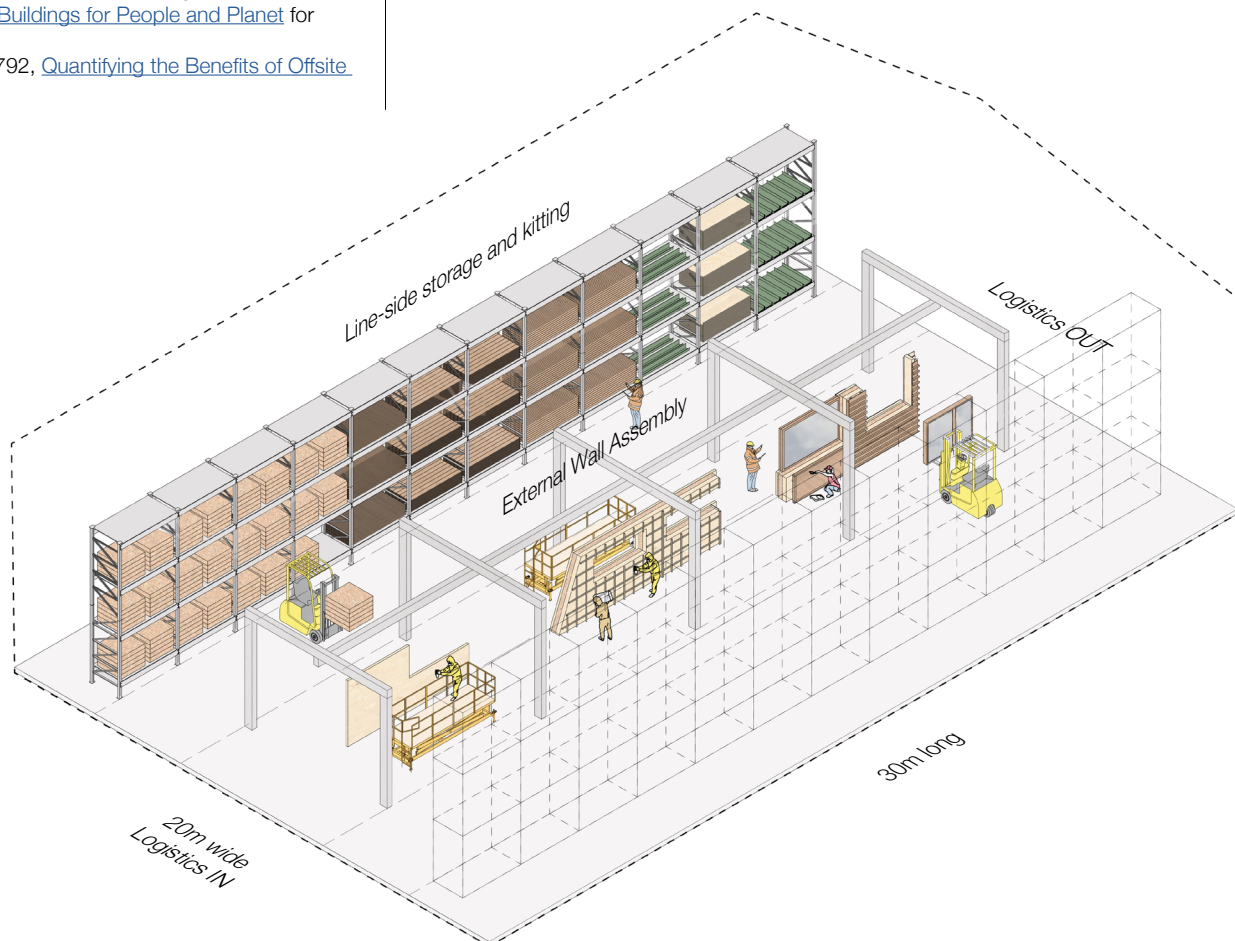 Buildings for People and Planet for
792, Quantifying the Benefits of Offsite
Line-side storage and kitting
Logistics OUT
External Wall Assembly
30m long
20m wide
Logistics IN